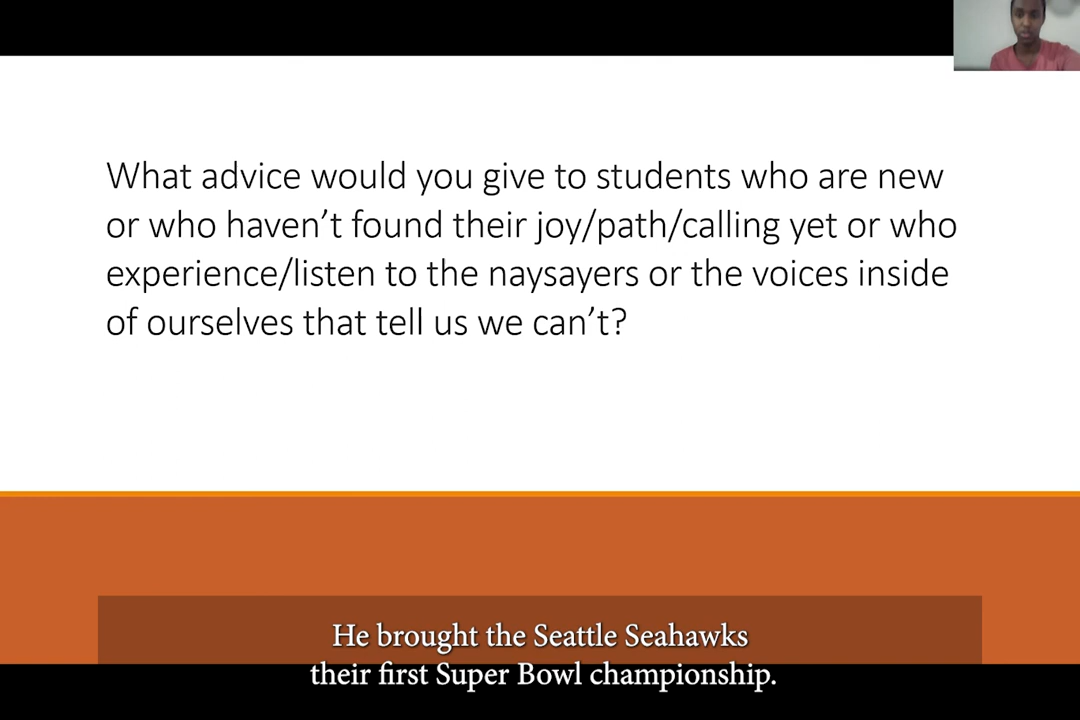 What advice would you give to students who are new
or who haven’t found their joy/path/calling yet or who
experience/listen to the naysayers or the voices inside
of ourselves that tell us we can’t?
He brought the Seattle Seahawks
their first Super Bowl championship.